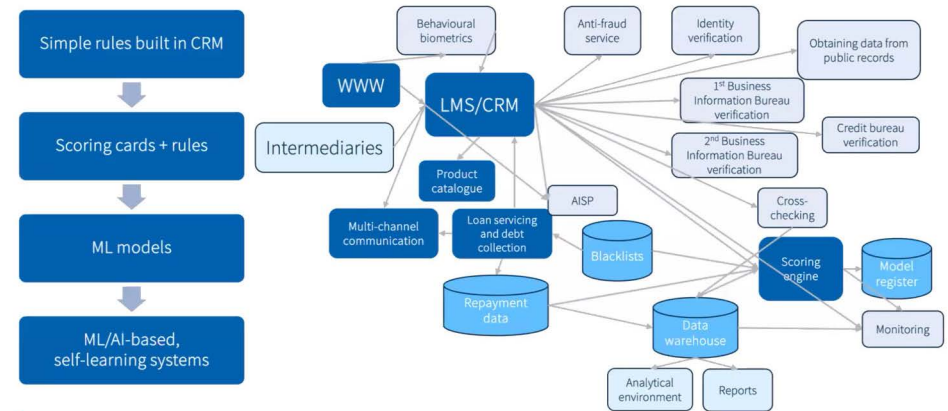 Simple rules built in CRM
Scoring cards + rules
ML models
ML/AI-based,
self-learning systems
Behavioural
biometrics
Anti-fraud
service
Identity
verification
Obtaining data from
public records
WWW
LMS/CRM
1st Business
Information Bureau
verification
Credit bureau
verification
Intermediaries
2nd Business
Information Bureau
verification
Product
catalogue
AISP
Cross-
checking
Multi-channel
communication
Loan servicing
and debt
collection
Blacklists
Scoring
engine
Model
register
Repayment
data
Data
warehouse
Monitoring
Analytical
environment
Reports